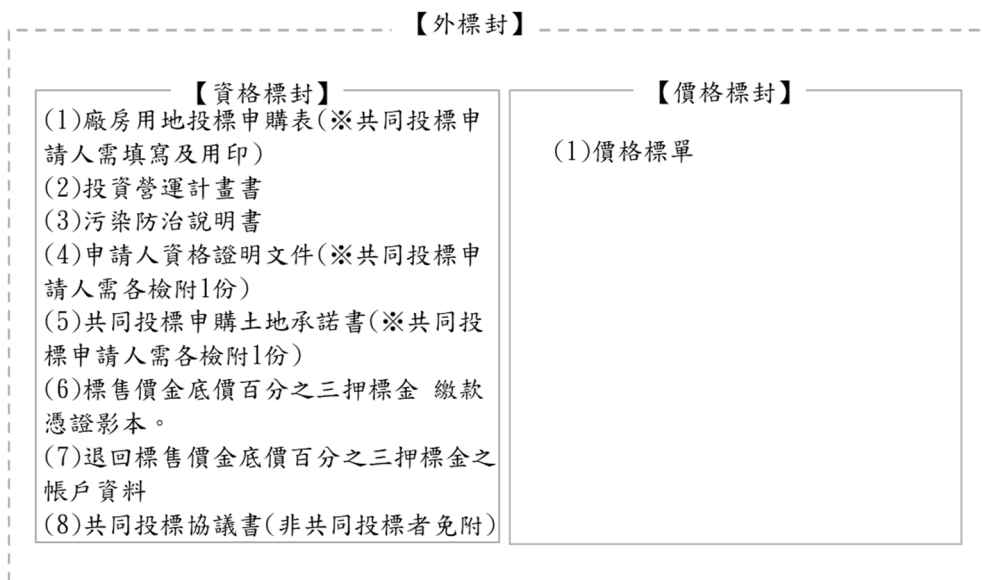 【外標封】
【資格標封】
(1)廠房用地投標申購表(※共同投標申
請人需填寫及用印)
(2)投資營運計畫書
(3)污染防治說明書
(4)申請人資格證明文件(※共同投標申
請人需各檢附1份)
(5)共同投標申購土地承諾書(※共同投
標申請人需各檢附1份)
(6)標售價金底價百分之三押標金 繳款
憑證影本。
(7)退回標售價金底價百分之三押標金之
帳戶資料
(8)共同投標協議書(非共同投標者免附)
【價格標封】
(1)價格標單